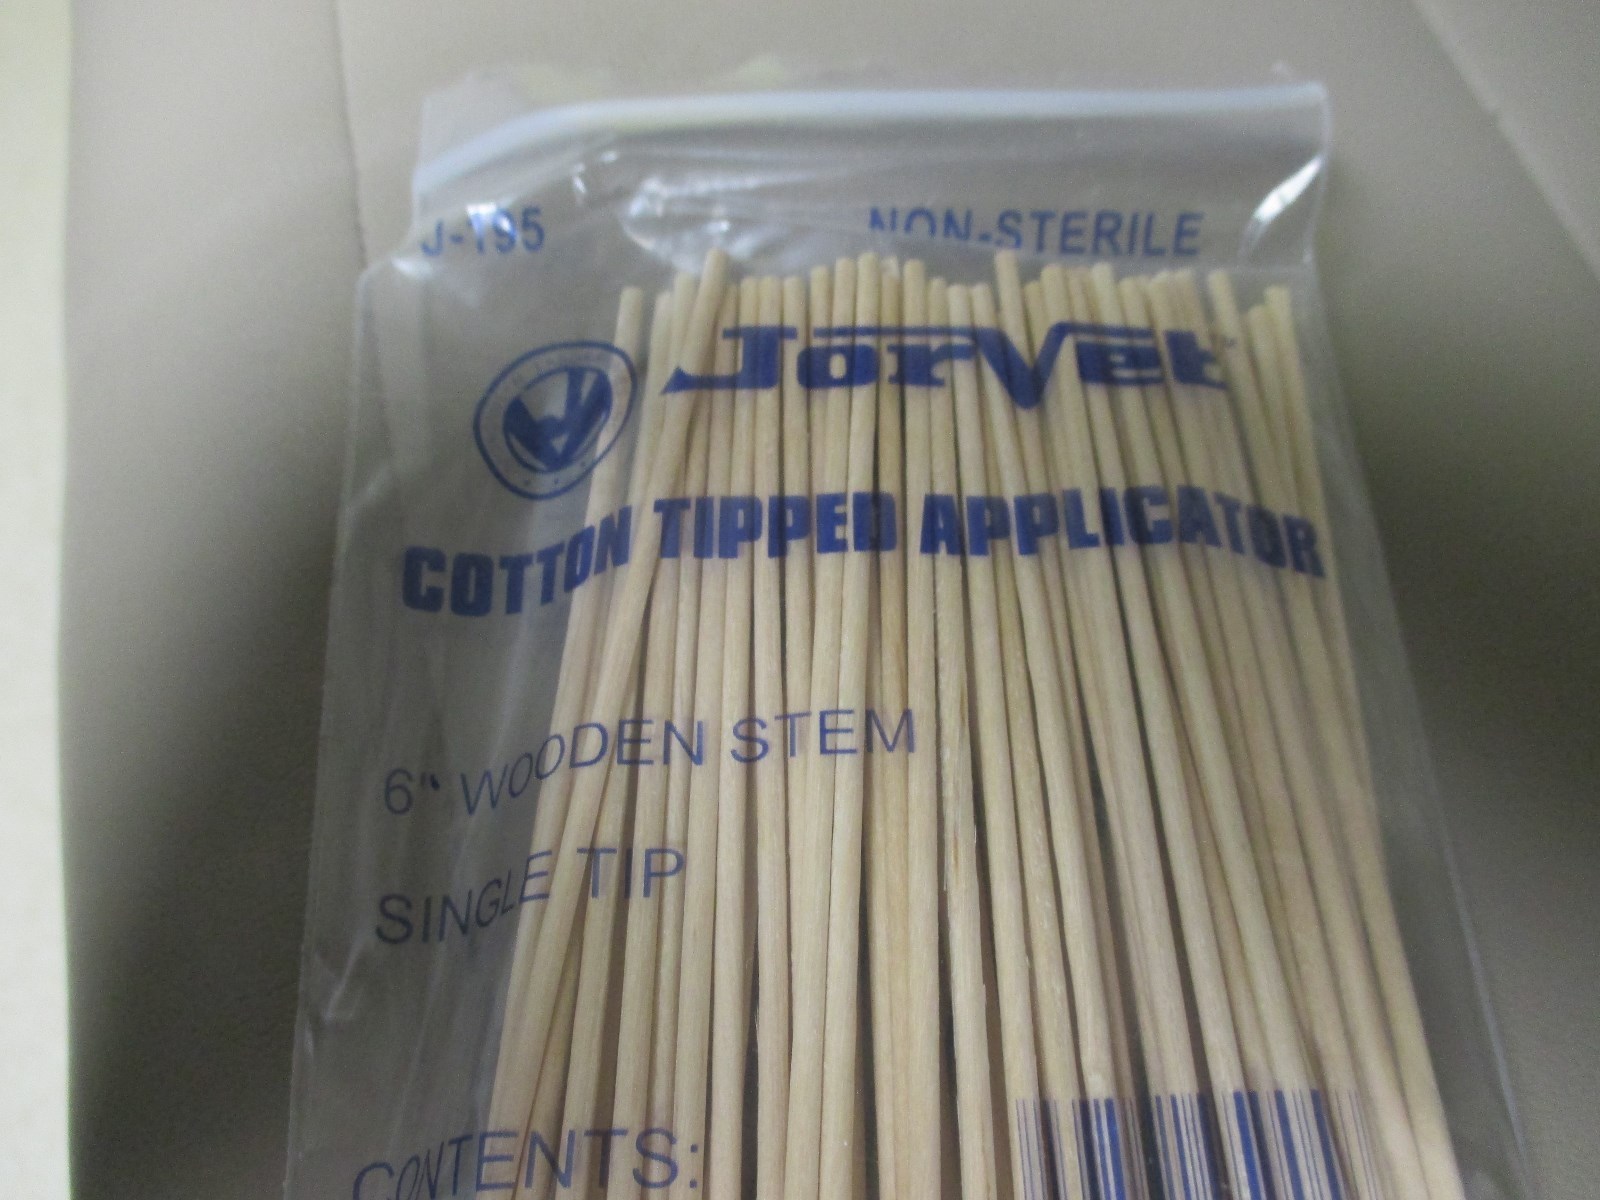 J-195 NON-STERILE
JorVet
COTTON TIPPED APPLICATOR
6" WOODEN STEM
SINGLE TIP
CONTENTS: